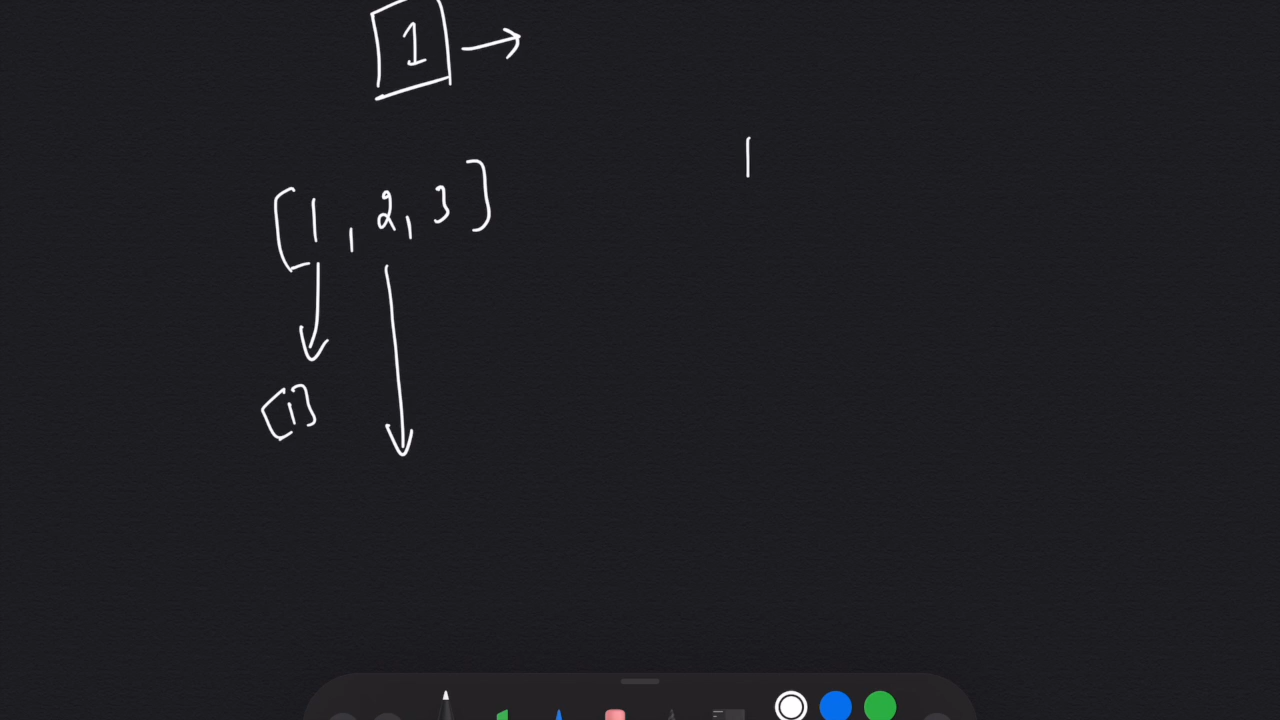 1 →
1
[1, 2, 3]
[1]